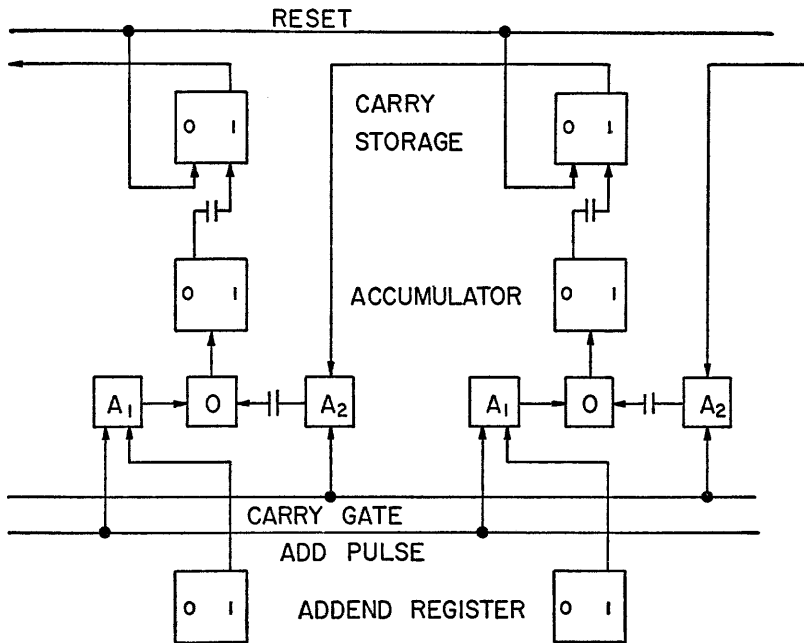 RESET
0 1
CARRY
STORAGE
0 1
0 1
ACCUMULATOR
0 1
A1
O
A2
A1
O
A2
CARRY GATE
ADD PULSE
0 1
ADDEND REGISTER
0 1